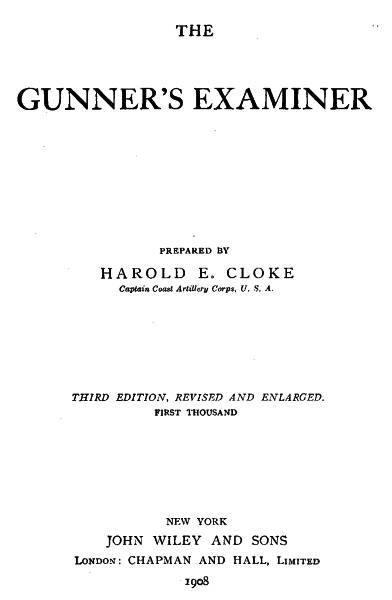 THE
GUNNER'S EXAMINER
PREPARED BY
HAROLD E. CLOKE
Captain Coast Artillery Corps, U. S. A.
THIRD EDITION, REVISED AND ENLARGED.
FIRST THOUSAND
NEW YORK
JOHN WILEY AND SONS
LONDON: CHAPMAN AND HALL, LIMITED
1908